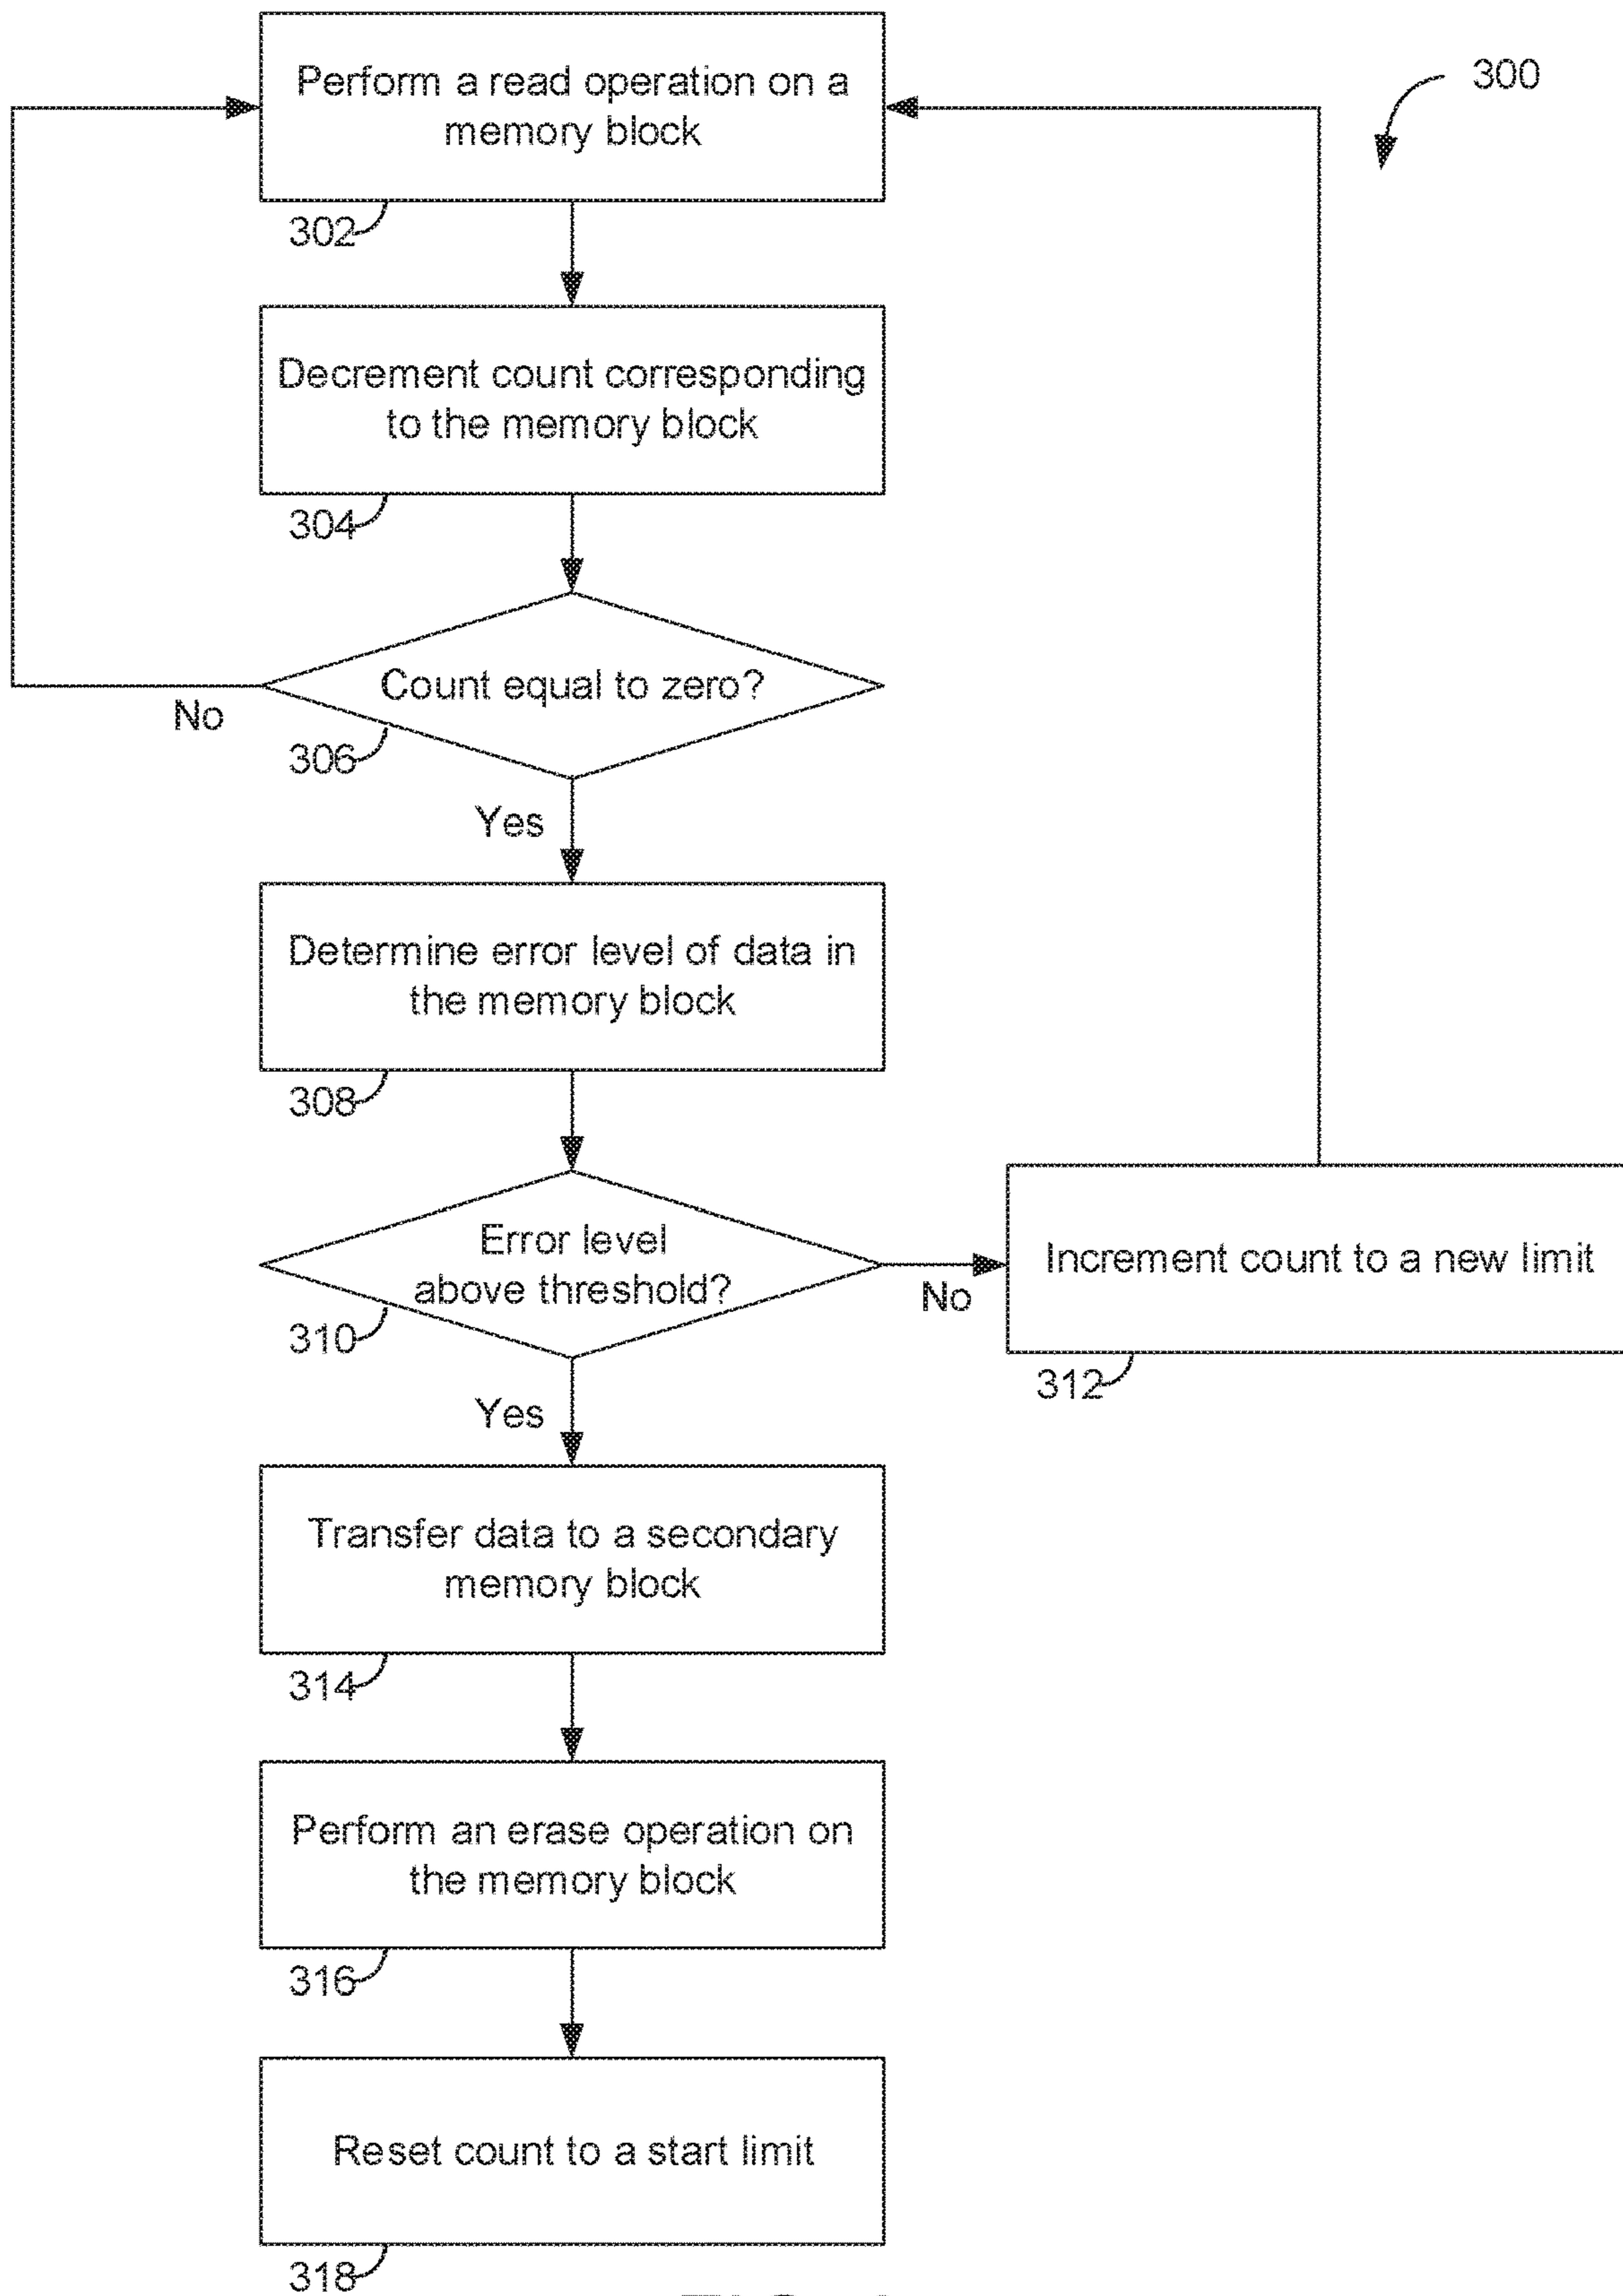 300
Perform a read operation on a
memory block
302
Decrement count corresponding
to the memory block
304
Count equal to zero?
No
306
Yes
Determine error level of data in
the memory block
308
Error level
above threshold?
No
310
Increment count to a new limit
312
Yes
Transfer data to a secondary
memory block
314
Perform an erase operation on
the memory block
316
Reset count to a start limit
318